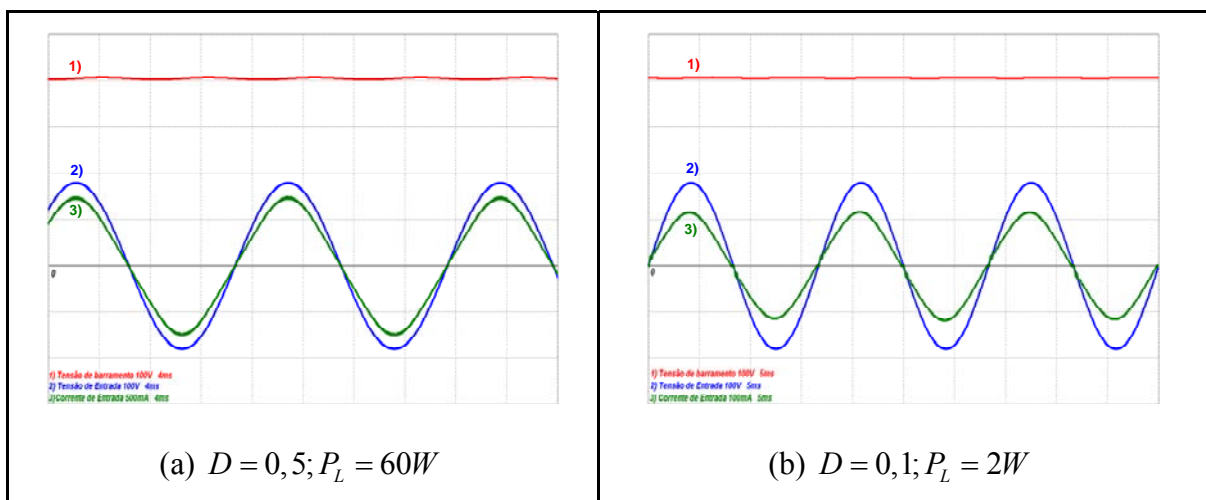 1)
2)
3)
0
1) Tensão de barramento 100V 4ms
2) Tensão de Entrada 100V 4ms
3)Corrente de Entrada 500mA 4ms
(a) D = 0,5; P_L = 60W
1)
2)
3)
0
1) Tensão de barramento 100V 5ms
2) Tensão de Entrada 100V 5ms
3) Corrente de Entrada 100mA 5ms
(b) D = 0,1; P_L = 2W